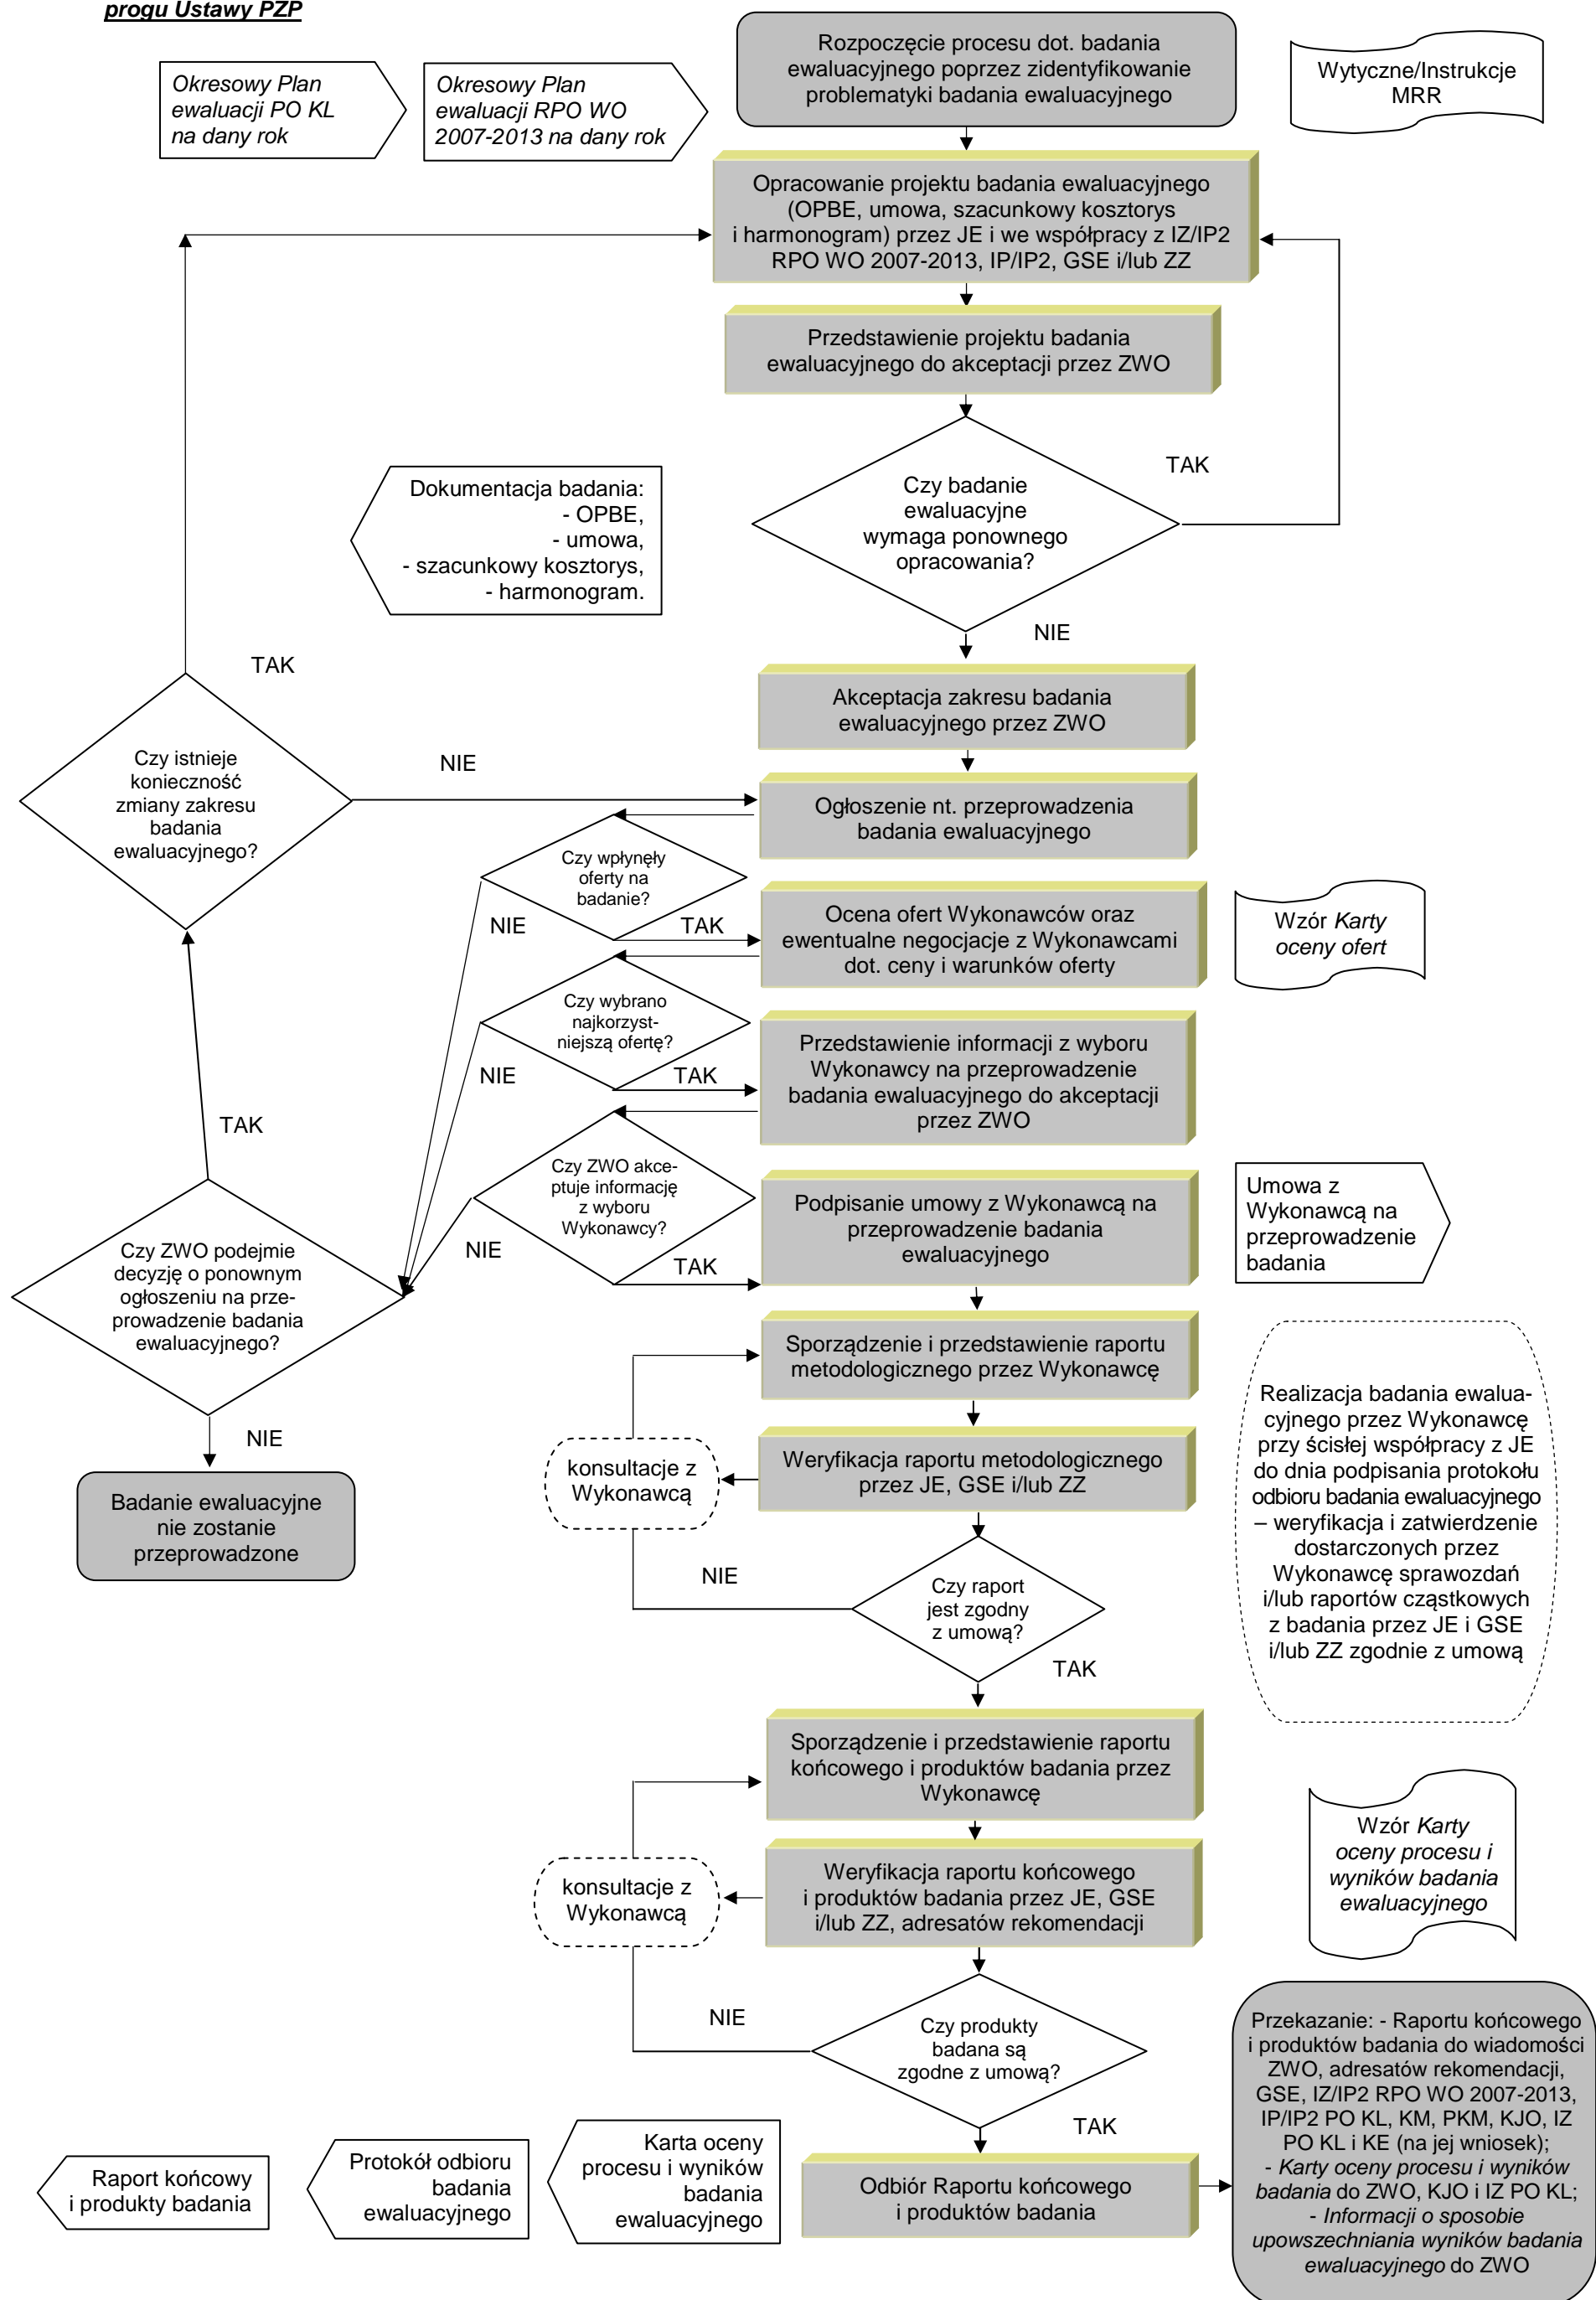 progu Ustawy PZP
Okresowy Plan
ewaluacji PO KL
na dany rok
Okresowy Plan
ewaluacji RPO WO
2007-2013 na dany rok
Rozpoczęcie procesu dot. badania
ewaluacyjnego poprzez zidentyfikowanie
problematyki badania ewaluacyjnego
Wytyczne/Instrukcje
MRR
Opracowanie projektu badania ewaluacyjnego
(OPBE, umowa, szacunkowy kosztorys
i harmonogram) przez JE i we współpracy z IZ/IP2
RPO WO 2007-2013, IP/IP2, GSE i/lub ZZ
Przedstawienie projektu badania
ewaluacyjnego do akceptacji przez ZWO
Dokumentacja badania:
- OPBE,
- umowa,
- szacunkowy kosztorys,
- harmonogram.
Czy badanie
ewaluacyjne
wymaga ponownego
opracowania?
TAK
NIE
TAK
Akceptacja zakresu badania
ewaluacyjnego przez ZWO
Czy istnieje
konieczność
zmiany zakresu
badania
ewaluacyjnego?
NIE
Ogłoszenie nt. przeprowadzenia
badania ewaluacyjnego
Czy wpłynęły
oferty na
badanie?
NIE
TAK
Ocena ofert Wykonawców oraz
ewentualne negocjacje z Wykonawcami
dot. ceny i warunków oferty
Wzór Karty
oceny ofert
Czy wybrano
najkorzyst-
niejszą ofertę?
NIE
TAK
Przedstawienie informacji z wyboru
Wykonawcy na przeprowadzenie
badania ewaluacyjnego do akceptacji
przez ZWO
TAK
Czy ZWO akce-
ptuje informację
z wyboru
Wykonawcy?
NIE
TAK
Podpisanie umowy z Wykonawcą na
przeprowadzenie badania
ewaluacyjnego
Umowa z
Wykonawcą na
przeprowadzenie
badania
Czy ZWO podejmie
decyzję o ponownym
ogłoszeniu na prze-
prowadzenie badania
ewaluacyjnego?
NIE
Sporządzenie i przedstawienie raportu
metodologicznego przez Wykonawcę
Realizacja badania ewalua-
cyjnego przez Wykonawcę
przy ścisłej współpracy z JE
do dnia podpisania protokołu
odbioru badania ewaluacyjnego
– weryfikacja i zatwierdzenie
dostarczonych przez
Wykonawcę sprawozdań
i/lub raportów cząstkowych
z badania przez JE i GSE
i/lub ZZ zgodnie z umową
Badanie ewaluacyjne
nie zostanie
przeprowadzone
konsultacje z
Wykonawcą
Weryfikacja raportu metodologicznego
przez JE, GSE i/lub ZZ
NIE
Czy raport
jest zgodny
z umową?
TAK
Sporządzenie i przedstawienie raportu
końcowego i produktów badania przez
Wykonawcę
Wzór Karty
oceny procesu i
wyników badania
ewaluacyjnego
konsultacje z
Wykonawcą
Weryfikacja raportu końcowego
i produktów badania przez JE, GSE
i/lub ZZ, adresatów rekomendacji
NIE
Czy produkty
badana są
zgodne z umową?
TAK
Raport końcowy
i produkty badania
Protokół odbioru
badania
ewaluacyjnego
Karta oceny
procesu i wyników
badania
ewaluacyjnego
Odbiór Raportu końcowego
i produktów badania
Przekazanie: - Raportu końcowego
i produktów badania do wiadomości
ZWO, adresatów rekomendacji,
GSE, IZ/IP2 RPO WO 2007-2013,
IP/IP2 PO KL, KM, PKM, KJO, IZ
PO KL i KE (na jej wniosek);
- Karty oceny procesu i wyników
badania do ZWO, KJO i IZ PO KL;
- Informacji o sposobie
upowszechniania wyników badania
ewaluacyjnego do ZWO